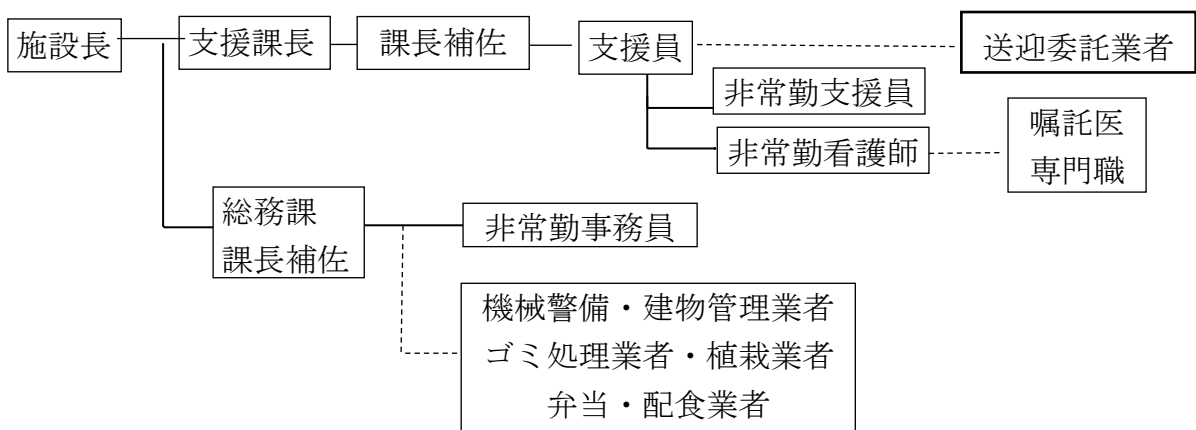 施設長
支援課長
課長補佐
支援員
送迎委託業者
非常勤支援員
非常勤看護師
嘱託医
専門職
総務課
課長補佐
非常勤事務員
機械警備・建物管理業者
ゴミ処理業者・植栽業者
弁当・配食業者